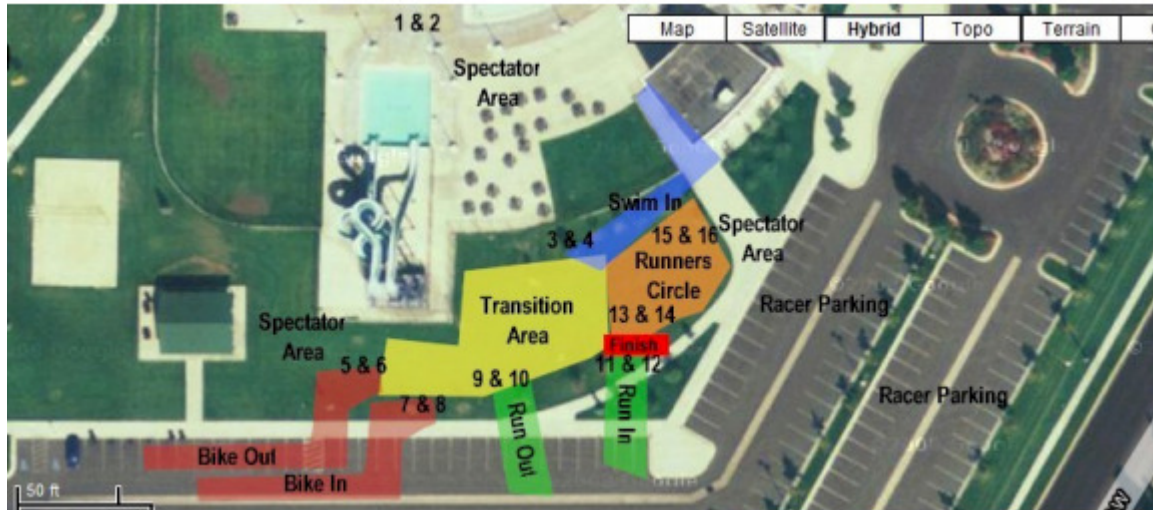 1 & 2
Map
Satellite
Hybrid
Topo
Terrain
Spectator
Area
Swim In
3 & 4
15 & 16
Spectator
Area
Runners
Circle
Transition
Area
13 & 14
Racer Parking
Spectator
Area
Finish
5 & 6
9 & 10
11 & 12
7 & 8
Run Out
Run In
Racer Parking
Bike Out
Bike In
50 ft